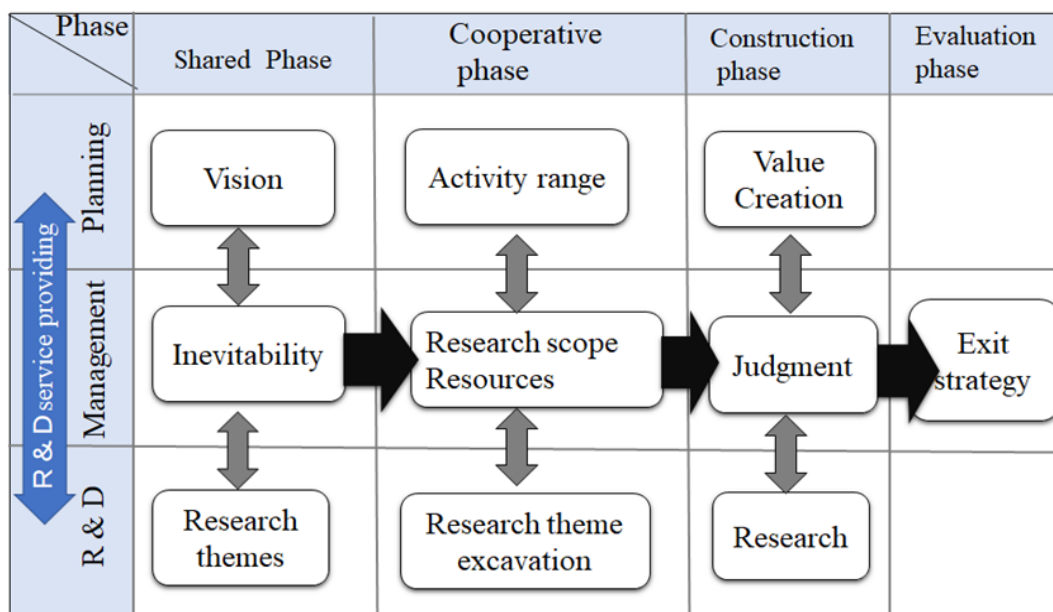 Phase
Shared Phase
Cooperative
phase
Construction
phase
Evaluation
phase
R & D service providing
Planning
Vision
Activity range
Value
Creation
Management
Inevitability
Research scope
Resources
Judgment
Exit
strategy
R & D
Research
themes
Research theme
excavation
Research